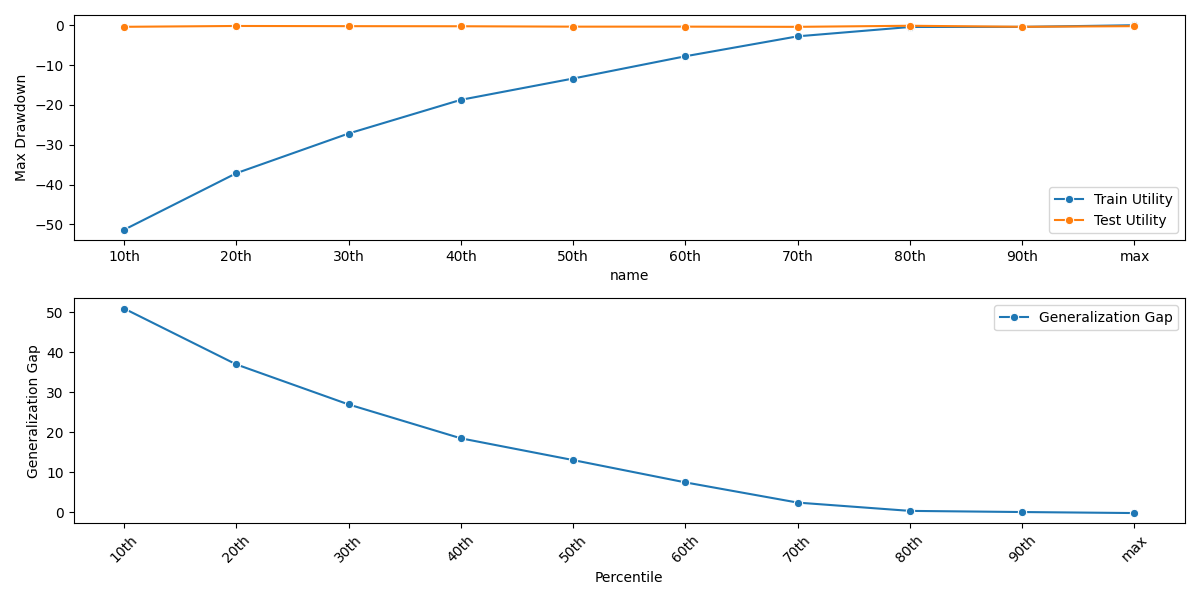 0
−10
−20
−30
−40
−50
Max Drawdown
Train Utility
Test Utility
10th 20th 30th 40th 50th 60th 70th 80th 90th max
name
50
40
30
20
10
0
Generalization Gap
Generalization Gap
10th 20th 30th 40th 50th 60th 70th 80th 90th max
Percentile